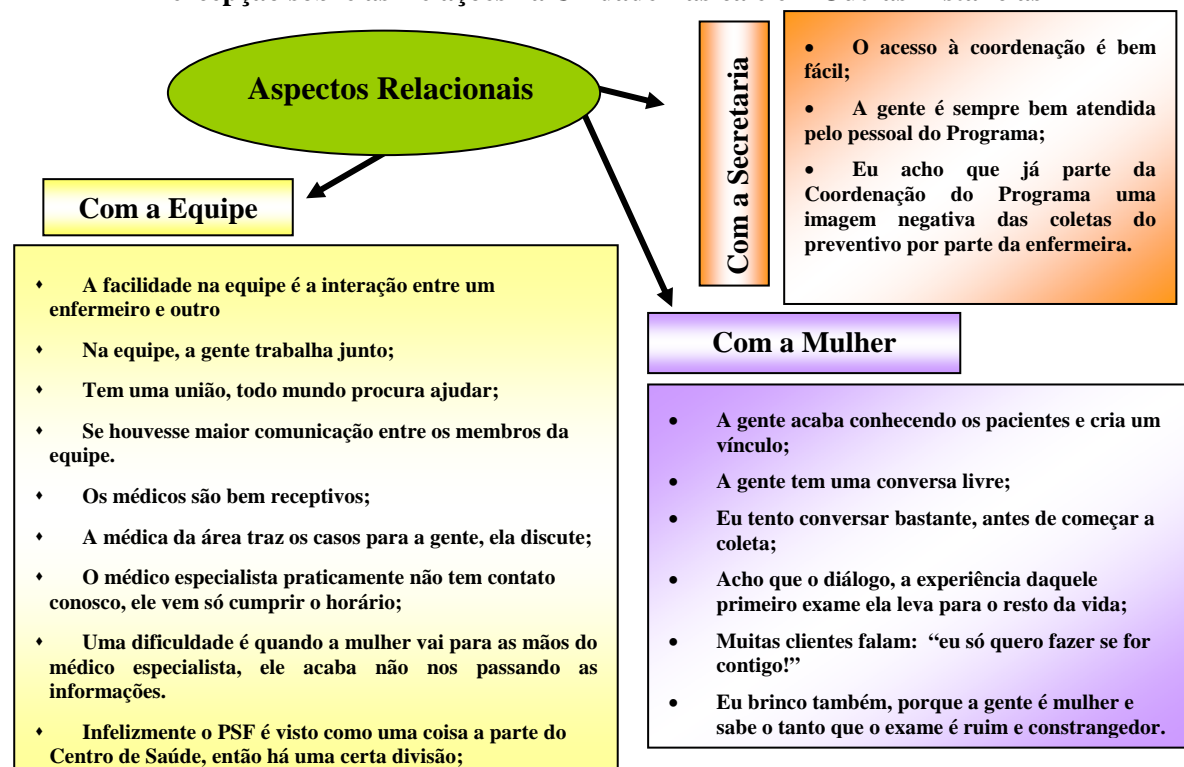 Aspectos Relacionais
Com a Secretaria
• O acesso à coordenação é bem
fácil;
• A gente é sempre bem atendida
pelo pessoal do Programa;
• Eu acho que já parte da
Coordenação do Programa uma
imagem negativa das coletas do
preventivo por parte da enfermeira.
Com a Equipe
• A facilidade na equipe é a interação entre um
enfermeiro e outro
• Na equipe, a gente trabalha junto;
• Tem uma união, todo mundo procura ajudar;
• Se houvesse maior comunicação entre os membros da
equipe.
• Os médicos são bem receptivos;
• A médica da área traz os casos para a gente, ela discute;
• O médico especialista praticamente não tem contato
conosco, ele vem só cumprir o horário;
• Uma dificuldade é quando a mulher vai para as mãos do
médico especialista, ele acaba não nos passando as
informações.
• Infelizmente o PSF é visto como uma coisa a parte do
Centro de Saúde, então há uma certa divisão;
Com a Mulher
• A gente acaba conhecendo os pacientes e cria um
vínculo;
• A gente tem uma conversa livre;
• Eu tento conversar bastante, antes de começar a
coleta;
• Acho que o diálogo, a experiência daquele
primeiro exame ela leva para o resto da vida;
• Muitas clientes falam: “eu só quero fazer se for
contigo!”
• Eu brinco também, porque a gente é mulher e
sabe o tanto que o exame é ruim e constrangedor.